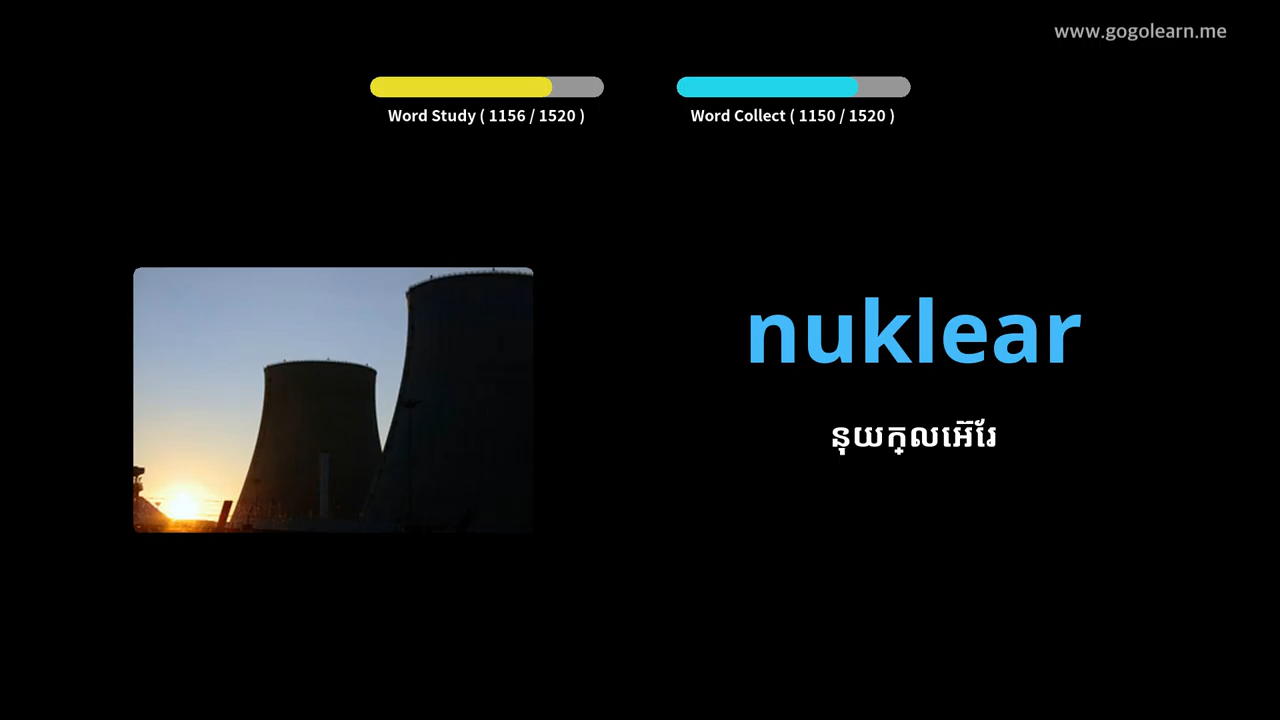 www.gogolearn.me
Word Study ( 1156 / 1520 )
Word Collect ( 1150 / 1520 )
nuklear
នុយក្លអ៊ែរ